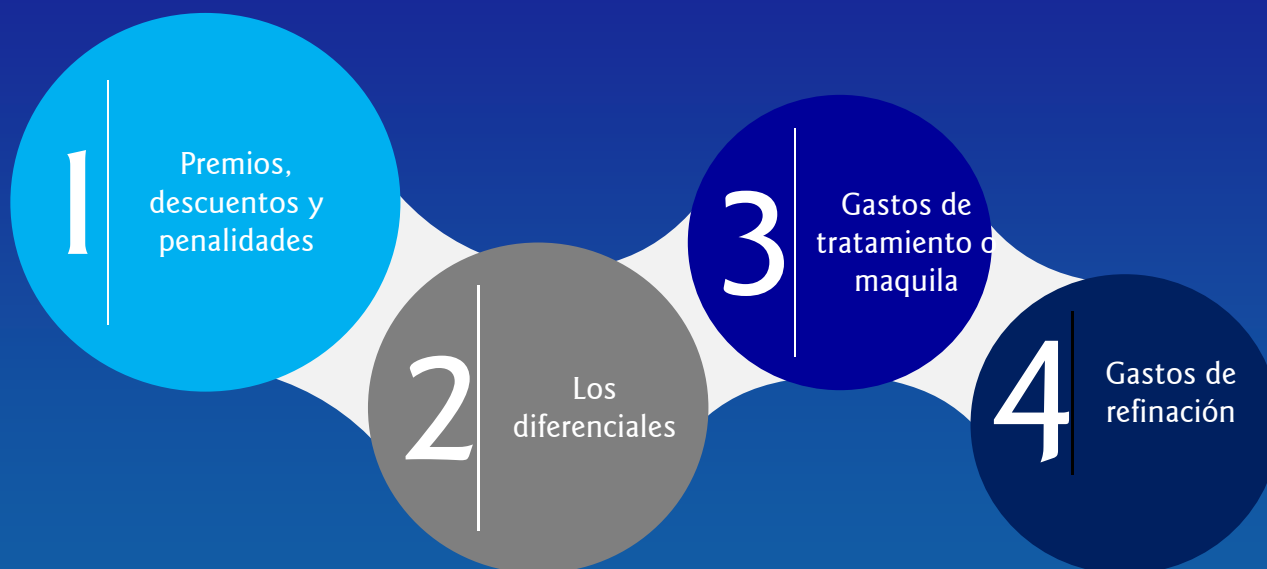 1
Premios,
descuentos y
penalidades
2
Los
diferenciales
3
Gastos de
tratamiento o
maquila
4
Gastos de
refinación